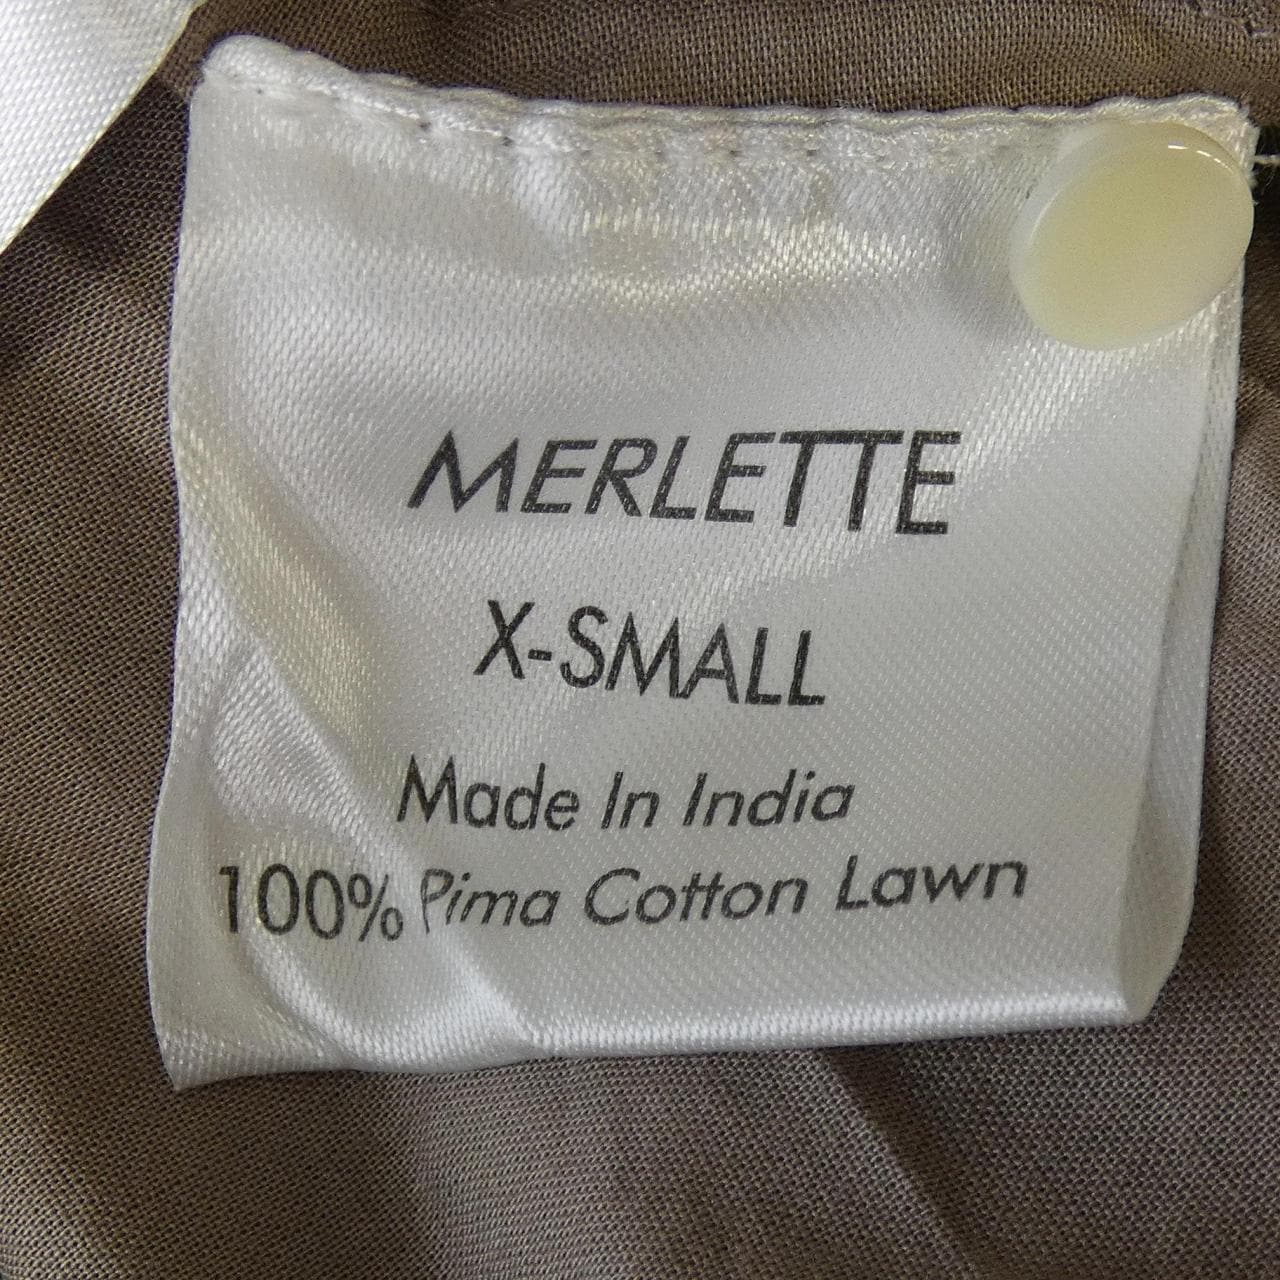 MERLETTE
X-SMALL
Made In India
100% Pima Cotton Lawn